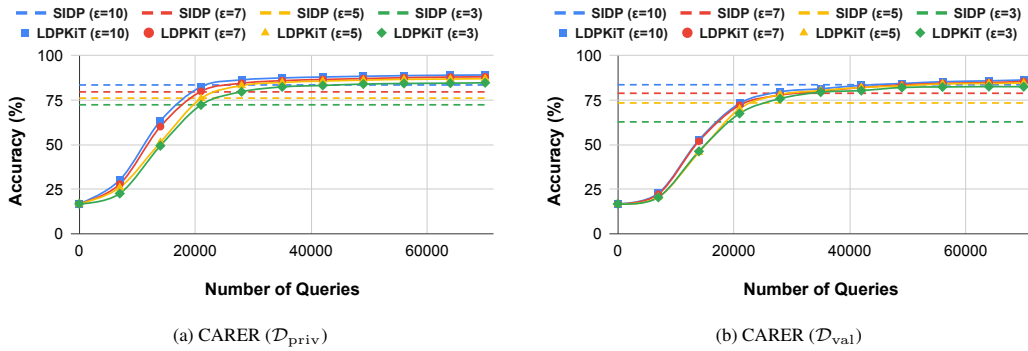 SIDP (ε=10) SIDP (ε=7) SIDP (ε=5) SIDP (ε=3)
LDPKiT (ε=10) LDPKiT (ε=7) LDPKiT (ε=5) LDPKiT (ε=3)
100
75
50
25
0
Accuracy (%)
0 20000 40000 60000
Number of Queries
(a) CARER (𝒟priv)
SIDP (ε=10) SIDP (ε=7) SIDP (ε=5) SIDP (ε=3)
LDPKiT (ε=10) LDPKiT (ε=7) LDPKiT (ε=5) LDPKiT (ε=3)
100
75
50
25
0
Accuracy (%)
0 20000 40000 60000
Number of Queries
(b) CARER (𝒟val)